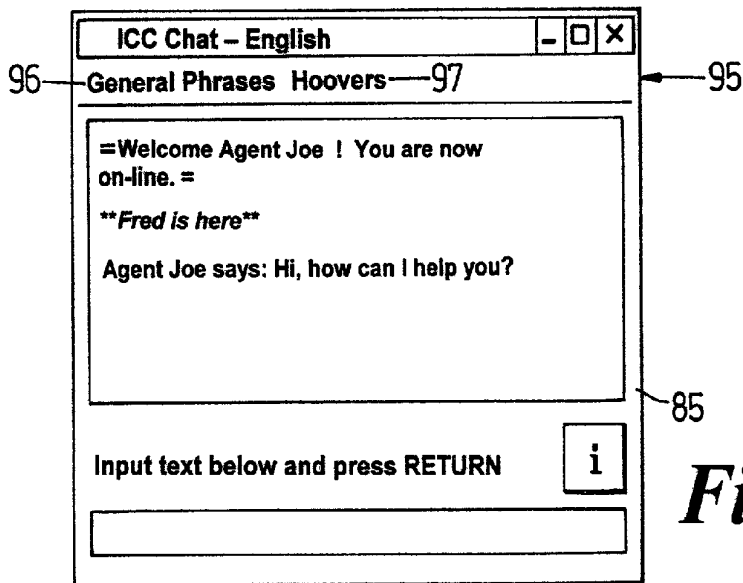 ICC Chat – English
96 General Phrases Hoovers 97 95
=Welcome Agent Joe ! You are now
on-line. =
**Fred is here**
Agent Joe says: Hi, how can I help you?
85
Input text below and press RETURN i